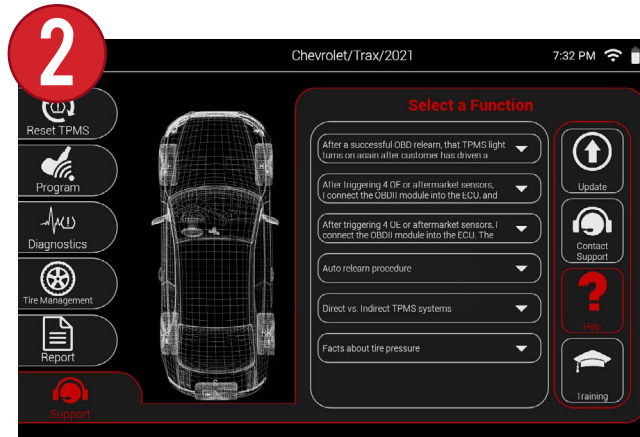 2
Chevrolet/Trax/2021
7:32 PM
Reset TPMS
Program
Diagnostics
Tire Management
Report
Support
Select a Function
After a successful OBD relearn, that TPMS light
turns on again after customer has driven a
After triggering 4 OE or aftermarket sensors,
I connect the OBDII module into the ECU. and
After triggering 4 OE or aftermarket sensors, I
connect the OBDII module into the ECU. The
Auto relearn procedure
Direct vs. Indirect TPMS systems
Facts about tire pressure
Update
Contact
Support
Help
Training